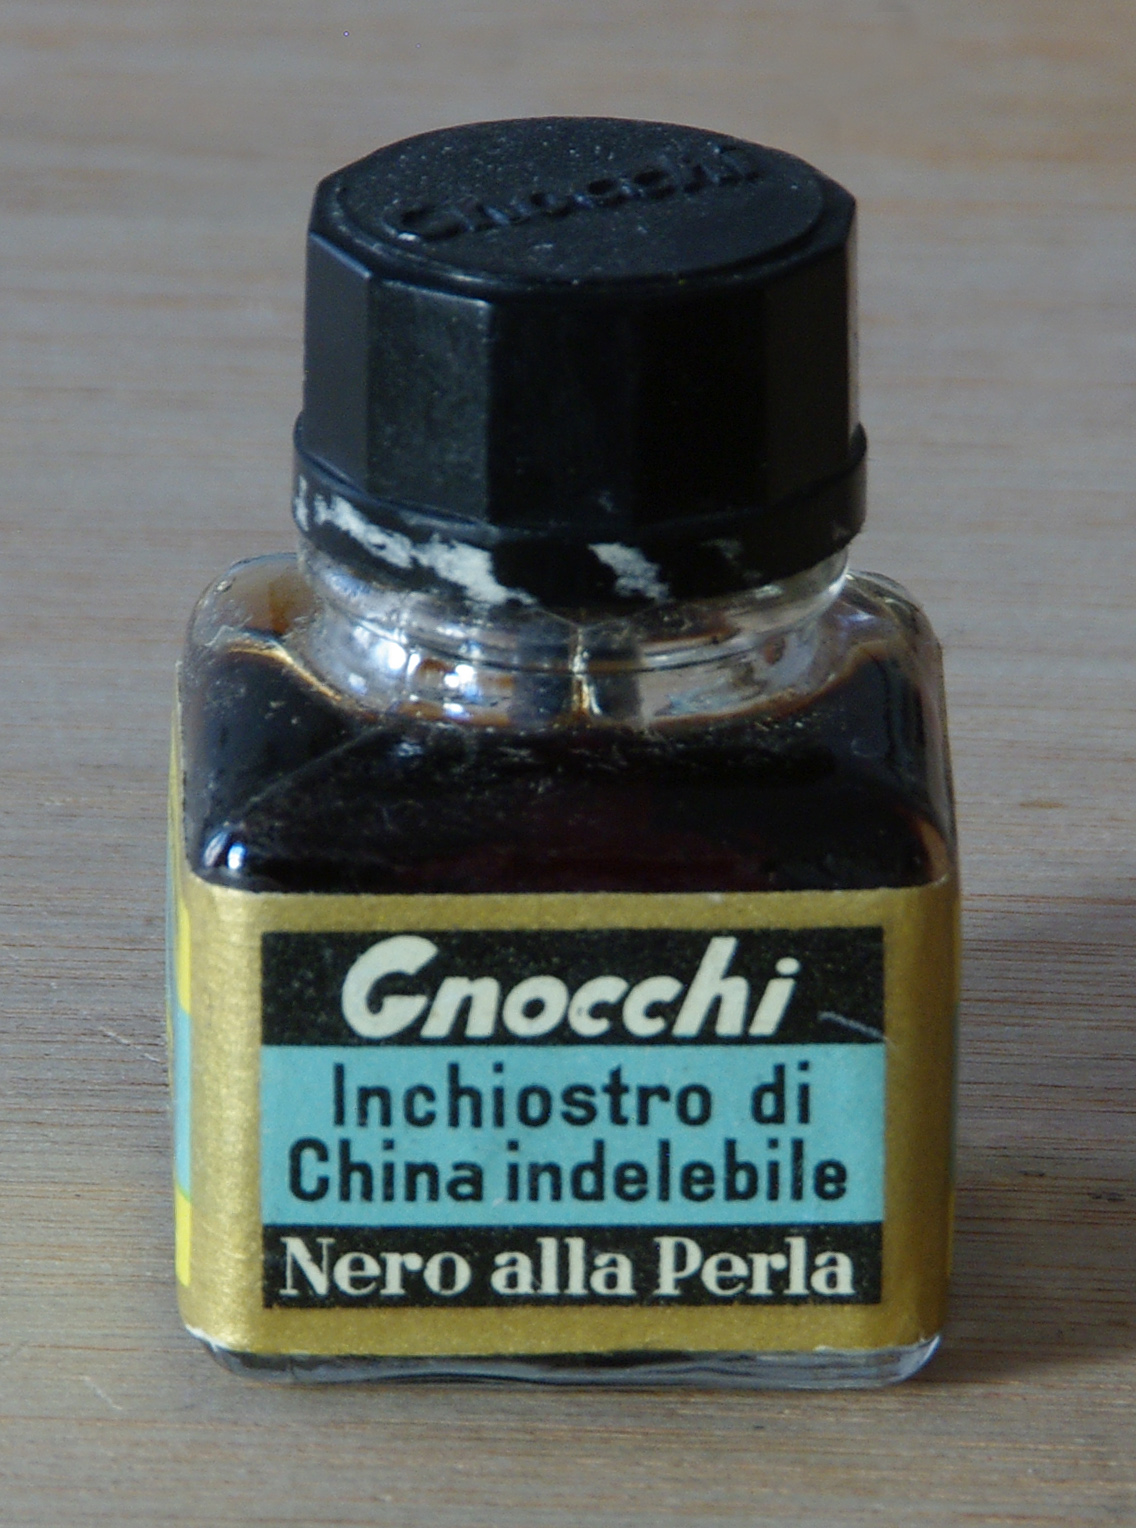 Gnocchi
Gnocchi
Inchiostro di
China indelebile
Nero alla Perla